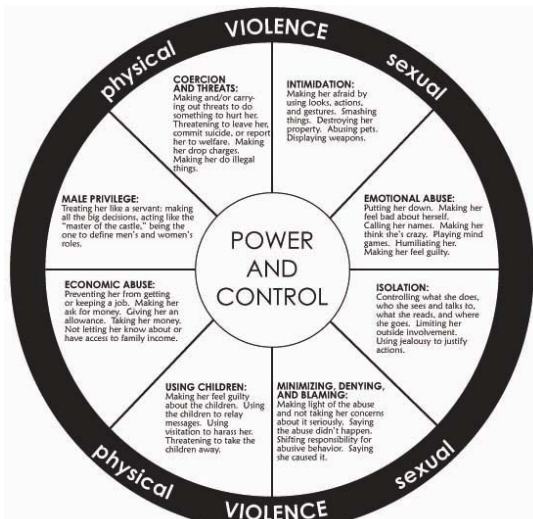 physical
VIOLENCE
sexual
COERCION
AND THREATS:
Making and/or carry-
ing out threats to do
something to hurt her.
Threatening to leave her,
commit suicide, or report
her to welfare. Making
her drop charges.
Making her do illegal
things.
INTIMIDATION:
Making her afraid by
using looks, actions,
and gestures. Smashing
things. Destroying her
property. Abusing pets.
Displaying weapons.
MALE PRIVILEGE:
Treating her like a servant: making
all the big decisions, acting like the
"master of the castle," being the
one to define men's and women's
roles.
EMOTIONAL ABUSE:
Putting her down. Making her
feel bad about herself.
Calling her names. Making her
think she's crazy. Playing mind
games. Humiliating her.
Making her feel guilty.
POWER
AND
CONTROL
ECONOMIC ABUSE:
Preventing her from getting
or keeping a job. Making her
ask for money. Giving her an
allowance. Taking her money.
Not letting her know about or
have access to family income.
ISOLATION:
Controlling what she does,
who she sees and talks to,
what she reads, and where
she goes. Limiting her
outside involvement.
Using jealousy to justify
actions.
USING CHILDREN:
Making her feel guilty
about the children. Using
the children to relay
messages. Using
visitation to harass her.
Threatening to take the
children away.
MINIMIZING, DENYING,
AND BLAMING:
Making light of the abuse
and not taking her concerns
about it seriously. Saying
the abuse didn't happen.
Shifting responsibility for
abusive behavior. Saying
she caused it.
physical
VIOLENCE
sexual